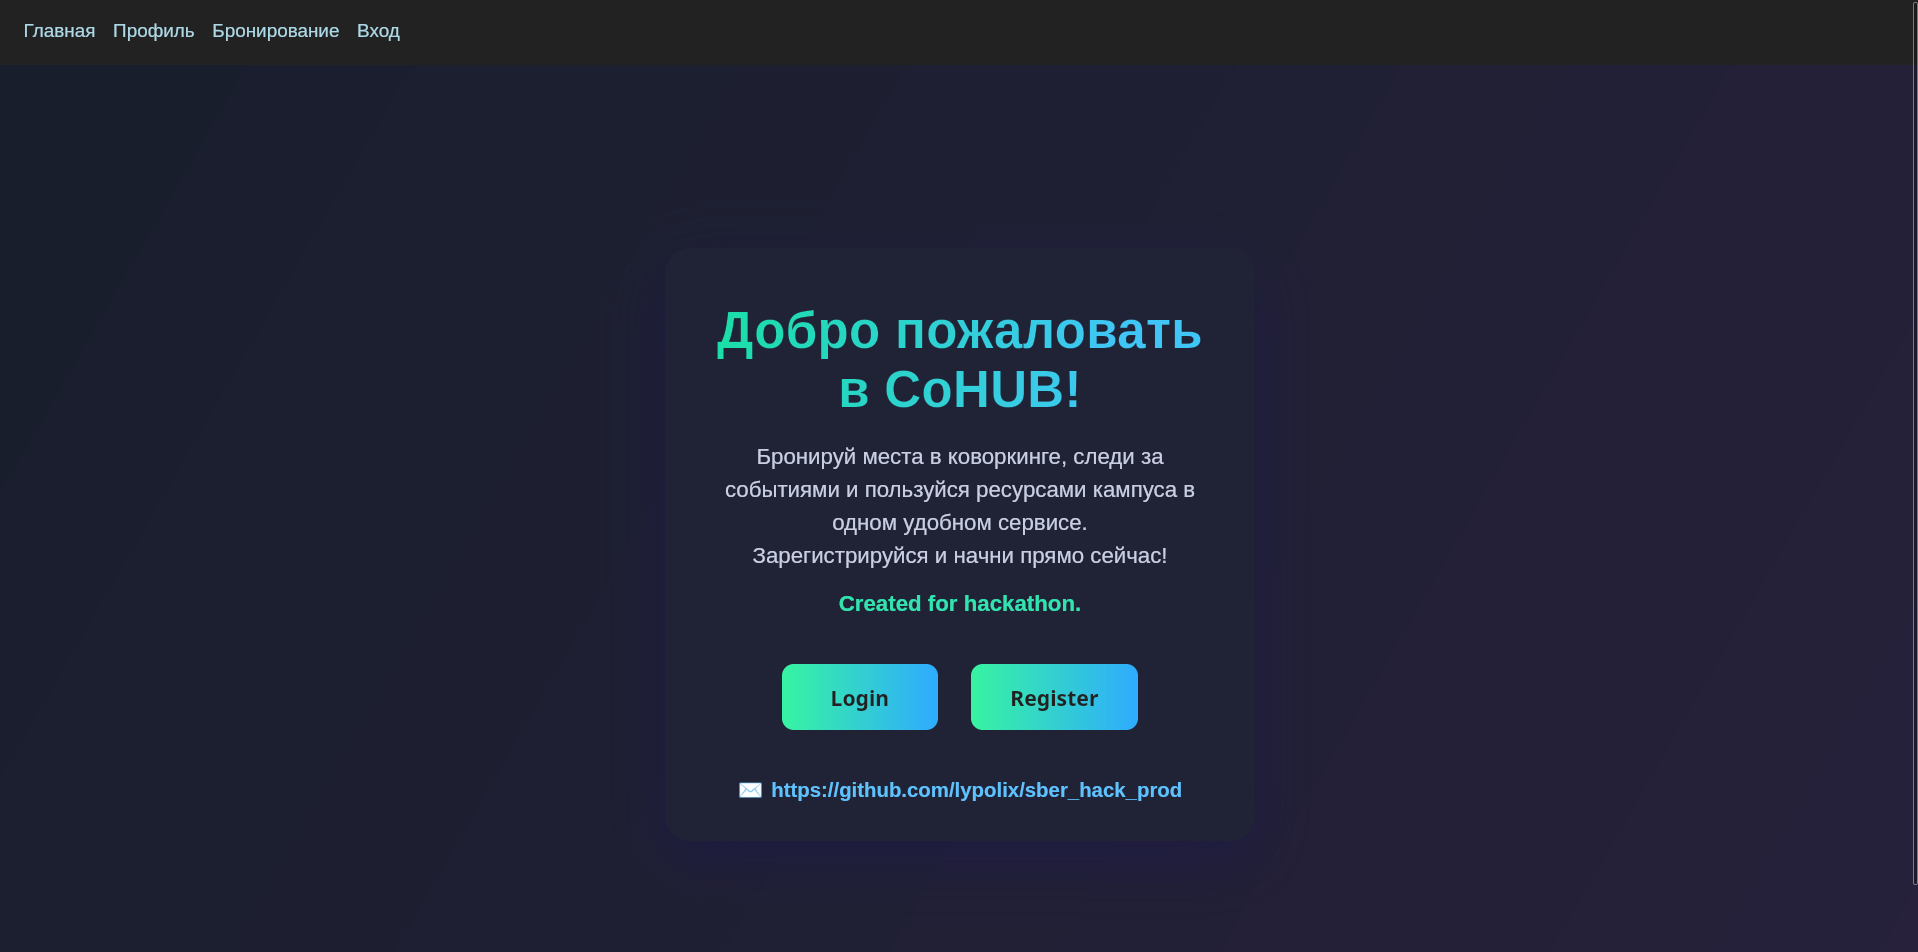 Главная Профиль Бронирование Вход
Добро пожаловать
в CoHUB!
Бронируй места в коворкинге, следи за
событиями и пользуйся ресурсами кампуса в
одном удобном сервисе.
Зарегистрируйся и начни прямо сейчас!
Created for hackathon.
Login Register
✉️ https://github.com/lypolix/sber_hack_prod